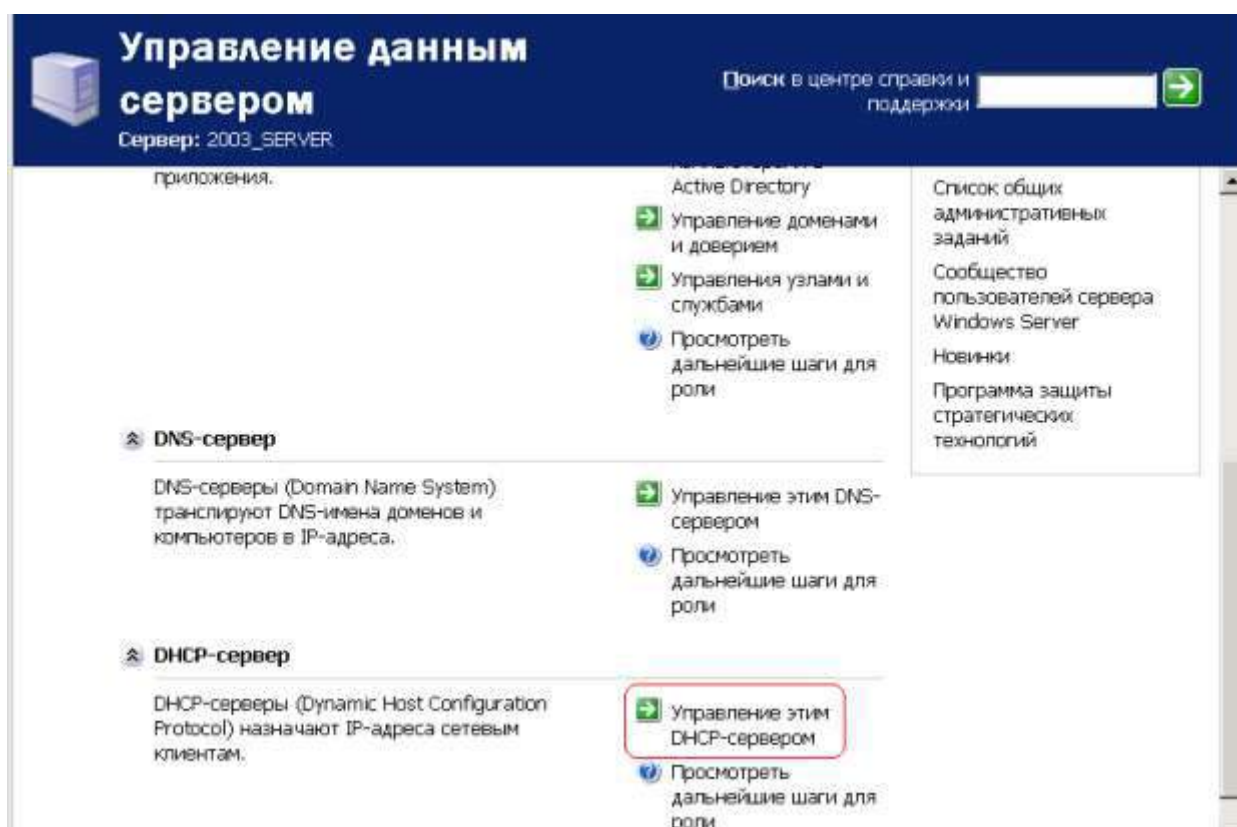 Управление данным
сервером
Сервер: 2003_SERVER
Поиск в центре справки и
поддержки
приложения.
Active Directory
Управление доменами
и доверием
Управления узлами и
службами
Просмотреть
дальнейшие шаги для
роли
Список общих
административных
заданий
Сообщество
пользователей сервера
Windows Server
Новинки
Программа защиты
стратегических
технологий
DNS-сервер
DNS-серверы (Domain Name System)
транслируют DNS-имена доменов и
компьютеров в IP-адреса.
Управление этим DNS-
сервером
Просмотреть
дальнейшие шаги для
роли
DHCP-сервер
DHCP-серверы (Dynamic Host Configuration
Protocol) назначают IP-адреса сетевым
клиентам.
Управление этим
DHCP-сервером
Просмотреть
дальнейшие шаги для
роли